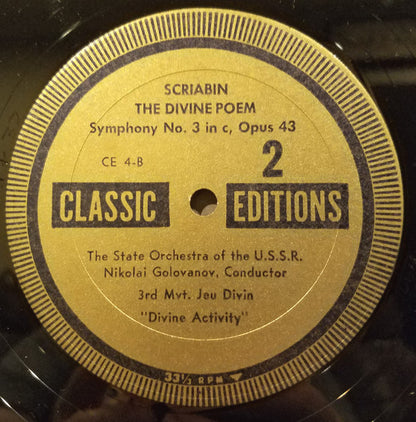 SCRIABIN
THE DIVINE POEM
Symphony No. 3 in c, Opus 43
CE 4-B
2
CLASSIC EDITIONS
The State Orchestra of the U.S.S.R.
Nikolai Golovanov, Conductor
3rd Mvt. Jeu Divin
"Divine Activity"
33⅓ RPM